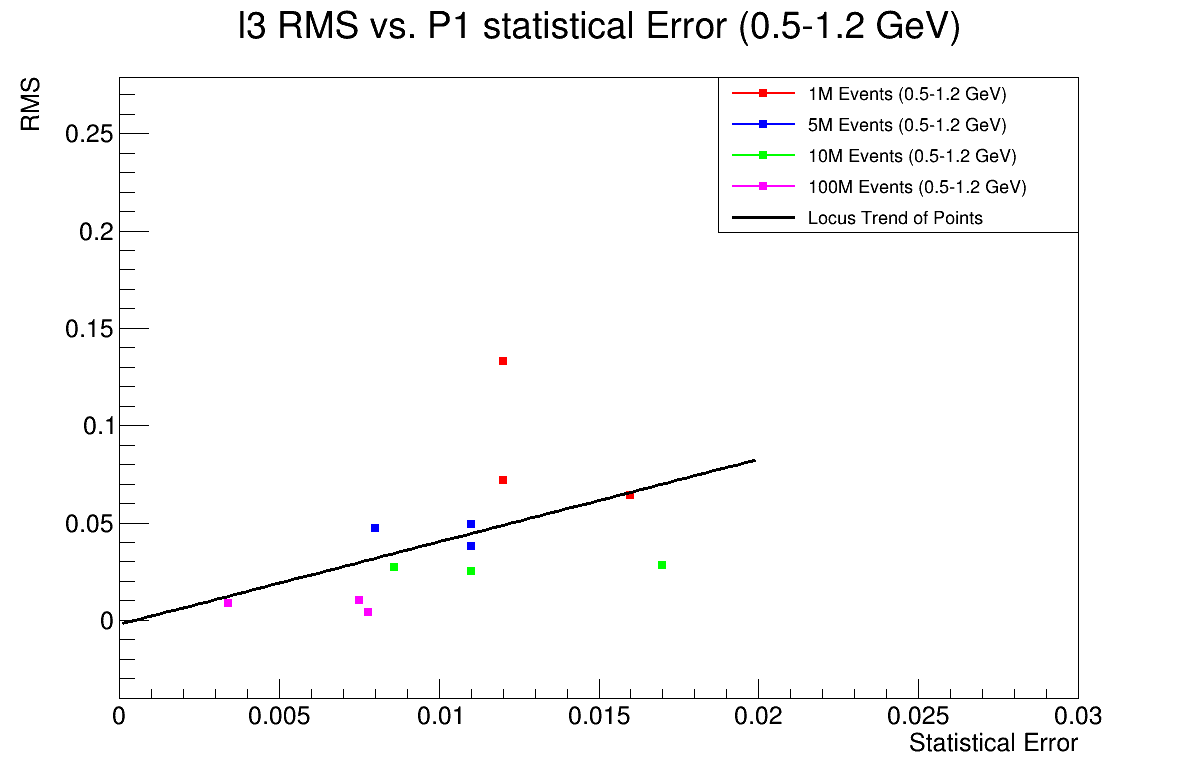 I3 RMS vs. P1 statistical Error (0.5-1.2 GeV)
RMS
1M Events (0.5-1.2 GeV)
5M Events (0.5-1.2 GeV)
10M Events (0.5-1.2 GeV)
100M Events (0.5-1.2 GeV)
Locus Trend of Points
0.25
0.2
0.15
0.1
0.05
0
0 0.005 0.01 0.015 0.02 0.025 0.03
Statistical Error